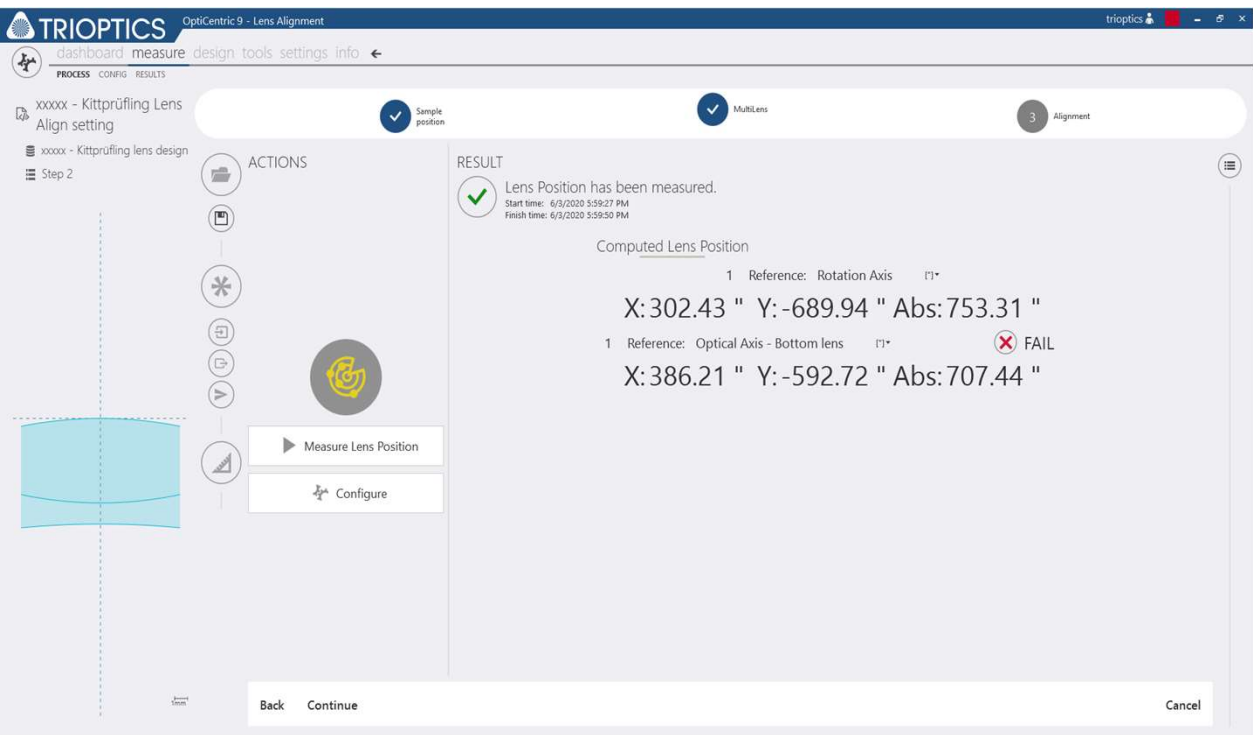 TRIOPTICS OptiCentric 9 - Lens Alignment trioptics
dashboard measure design tools settings info
PROCESS CONFIG RESULTS
xxxxx - Kittprüfling Lens
Align setting
xxxxx - Kittprüfling lens design
Step 2
Sample
position
MultiLens
3 Alignment
ACTIONS
Measure Lens Position
Configure
RESULT
Lens Position has been measured.
Start time: 6/3/2020 5:59:27 PM
Finish time: 6/3/2020 5:59:50 PM
Computed Lens Position
1 Reference: Rotation Axis ["]
X: 302.43 " Y: -689.94 " Abs: 753.31 "
1 Reference: Optical Axis - Bottom lens ["] FAIL
X: 386.21 " Y: -592.72 " Abs: 707.44 "
5mm
Back Continue Cancel